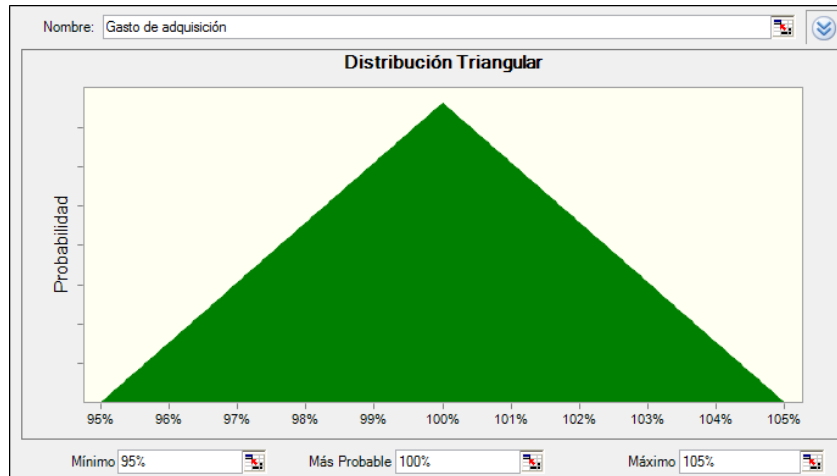 Nombre: Gasto de adquisición
Distribución Triangular
Probabilidad
95% 96% 97% 98% 99% 100% 101% 102% 103% 104% 105%
Mínimo 95% Más Probable 100% Máximo 105%